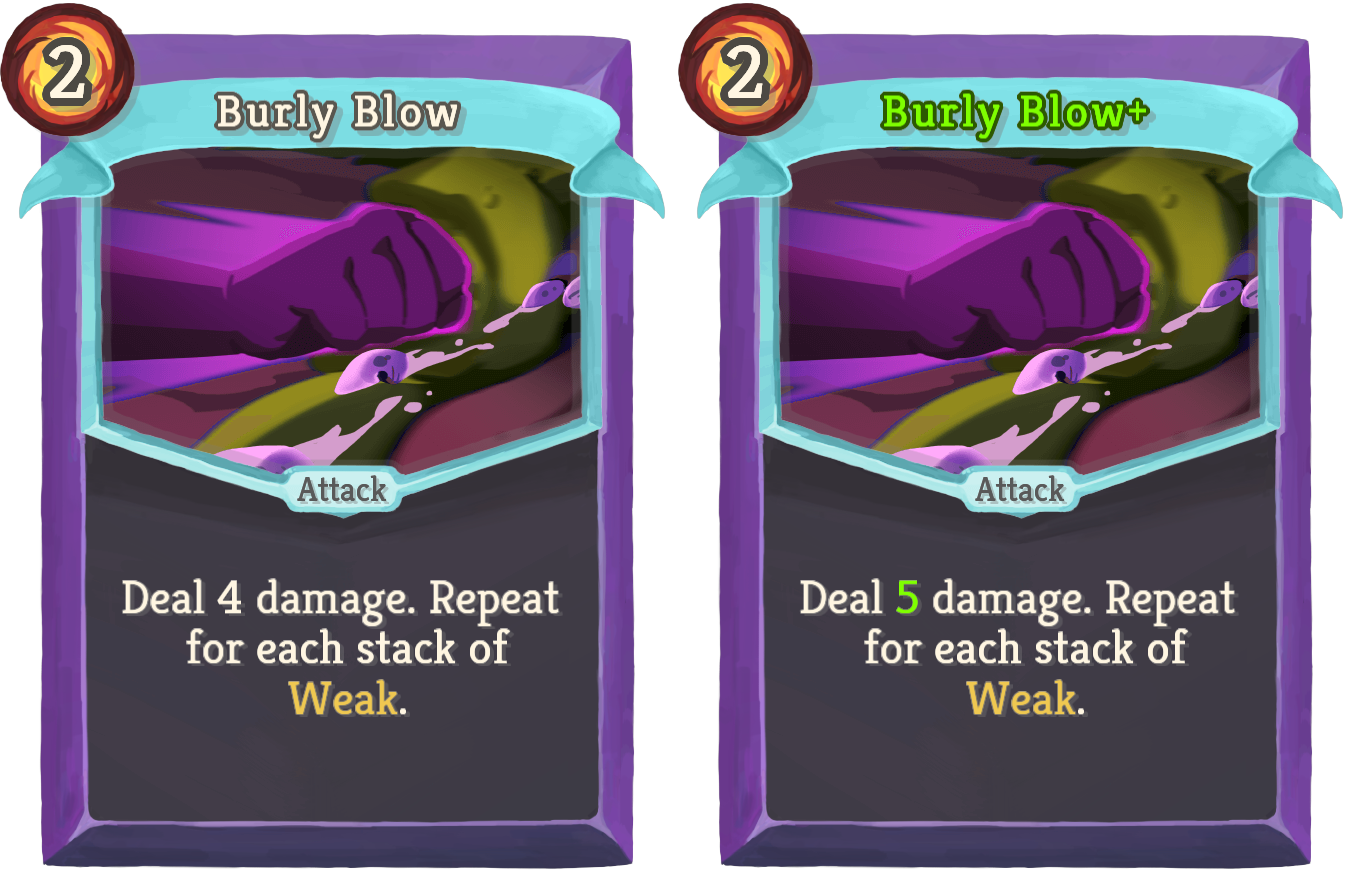 2
Burly Blow
Attack
Deal 4 damage. Repeat
for each stack of
Weak.
2
Burly Blow+
Attack
Deal 5 damage. Repeat
for each stack of
Weak.